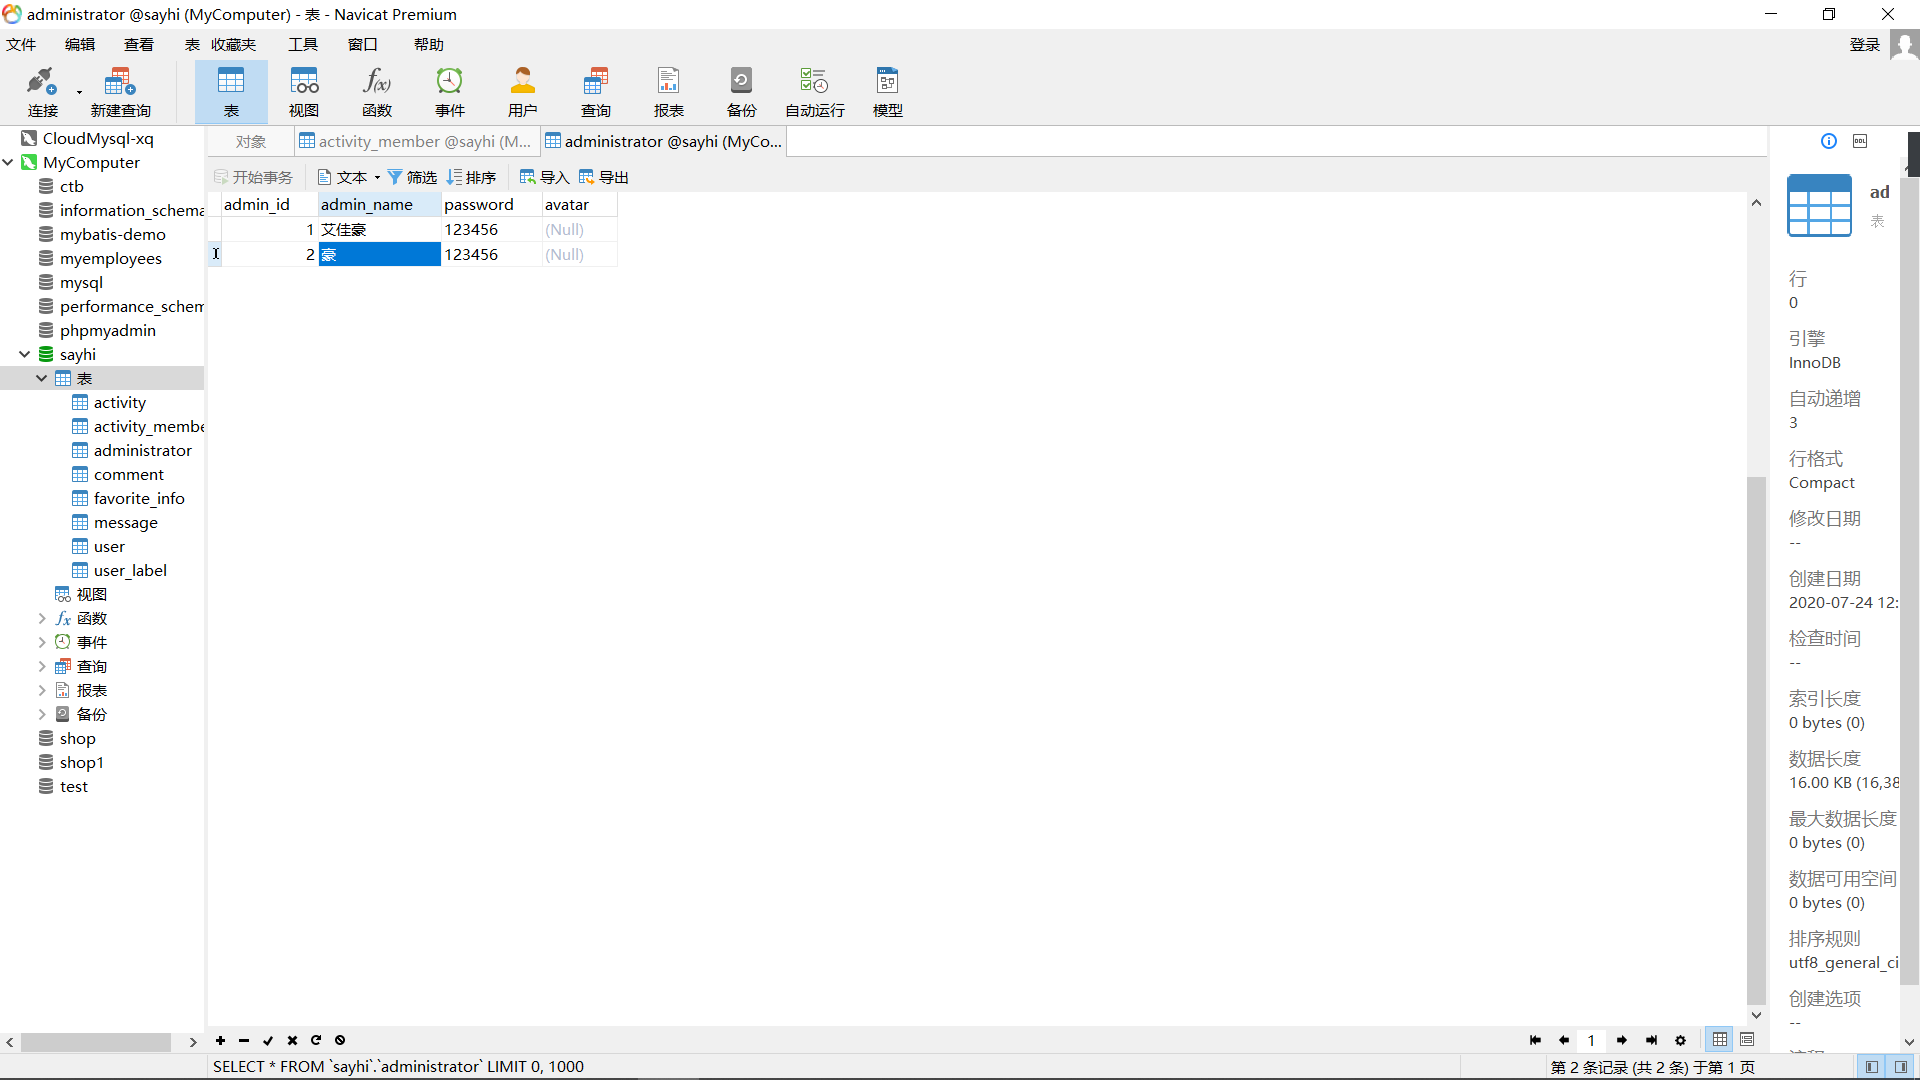 administrator @sayhi (MyComputer) - 表 - Navicat Premium
文件 编辑 查看 表 收藏夹 工具 窗口 帮助 登录
连接 新建查询 表 视图 函数 事件 用户 查询 报表 备份 自动运行 模型
CloudMysql-xq
MyComputer
ctb
information_schema
mybatis-demo
myemployees
mysql
performance_schem
phpmyadmin
sayhi
表
activity
activity_membe
administrator
comment
favorite_info
message
user
user_label
视图
函数
事件
查询
报表
备份
shop
shop1
test
对象 activity_member @sayhi (M... administrator @sayhi (MyCo...
开始事务 文本 筛选 排序 导入 导出
admin_id admin_name password avatar
1 艾佳豪 123456 (Null)
2 豪 123456 (Null)
ad
表
行
0
引擎
InnoDB
自动递增
3
行格式
Compact
修改日期
--
创建日期
2020-07-24 12:
检查时间
--
索引长度
0 bytes (0)
数据长度
16.00 KB (16,38
最大数据长度
0 bytes (0)
数据可用空间
0 bytes (0)
排序规则
utf8_general_ci
创建选项
--
1
SELECT * FROM `sayhi`.`administrator` LIMIT 0, 1000
第 2 条记录 (共 2 条) 于第 1 页